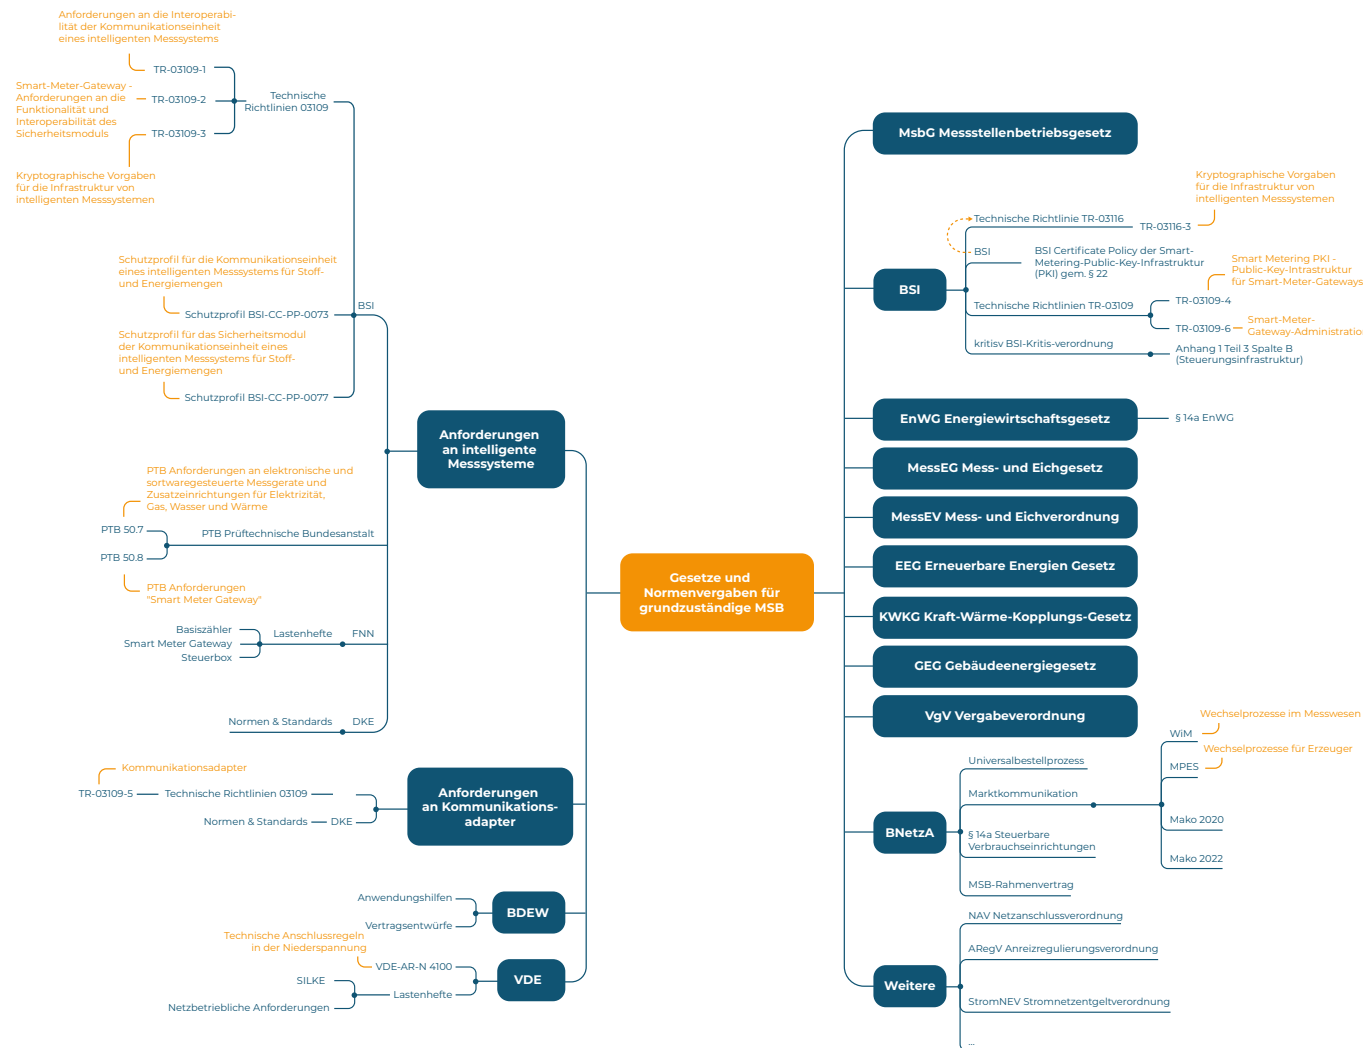 Anforderungen an die Interoperabi-
lität der Kommunikationseinheit
eines intelligenten Messsystems
TR-03109-1
Smart-Meter-Gateway -
Anforderungen an die
Funktionalität und
Interoperabilität des
Sicherheitsmoduls
TR-03109-2
TR-03109-3
Technische
Richtlinien 03109
Kryptographische Vorgaben
für die Infrastruktur von
intelligenten Messsystemen
Schutzprofil für die Kommunikationseinheit
eines intelligenten Messsystems für Stoff-
und Energiemengen
BSI
Schutzprofil BSI-CC-PP-0073
Schutzprofil für das Sicherheitsmodul
der Kommunikationseinheit eines
intelligenten Messsystems für Stoff-
und Energiemengen
Schutzprofil BSI-CC-PP-0077
Anforderungen
an intelligente
Messsysteme
PTB Anforderungen an elektronische und
sortwaregesteuerte Messgerate und
Zusatzeinrichtungen für Elektrizität,
Gas, Wasser und Wärme
PTB 50.7
PTB Prüftechnische Bundesanstalt
PTB 50.8
PTB Anforderungen
"Smart Meter Gateway"
Basiszähler
Smart Meter Gateway
Steuerbox
Lastenhefte
FNN
Normen & Standards
DKE
Kommunikationsadapter
TR-03109-5
Technische Richtlinien 03109
Normen & Standards
DKE
Anforderungen
an Kommunikations-
adapter
Anwendungshilfen
Vertragsentwürfe
BDEW
Technische Anschlussregeln
in der Niederspannung
VDE-AR-N 4100
SILKE
Lastenhefte
Netzbetriebliche Anforderungen
VDE
Gesetze und
Normenvergaben für
grundzuständige MSB
MsbG Messstellenbetriebsgesetz
Kryptographische Vorgaben
für die Infrastruktur von
intelligenten Messsystemen
Technische Richtlinie TR-03116
TR-03116-3
BSI
BSI Certificate Policy der Smart-
Metering-Public-Key-Infrastruktur
(PKI) gem. § 22
Smart Metering PKI -
Public-Key-Intrastruktur
für Smart-Meter-Gateways
BSI
Technische Richtlinien TR-03109
TR-03109-4
TR-03109-6
Smart-Meter-
Gateway-Administratio
kritisv BSI-Kritis-verordnung
Anhang 1 Teil 3 Spalte B
(Steuerungsinfrastruktur)
EnWG Energiewirtschaftsgesetz
§ 14a EnWG
MessEG Mess- und Eichgesetz
MessEV Mess- und Eichverordnung
EEG Erneuerbare Energien Gesetz
KWKG Kraft-Wärme-Kopplungs-Gesetz
GEG Gebäudeenergiegesetz
VgV Vergabeverordnung
Wechselprozesse im Messwesen
WiM
Wechselprozesse für Erzeuger
MPES
Universalbestellprozess
Marktkommunikation
Mako 2020
BNetzA
§ 14a Steuerbare
Verbrauchseinrichtungen
Mako 2022
MSB-Rahmenvertrag
NAV Netzanschlussverordnung
ARegV Anreizregulierungsverordnung
Weitere
StromNEV Stromnetzentgeltverordnung
...